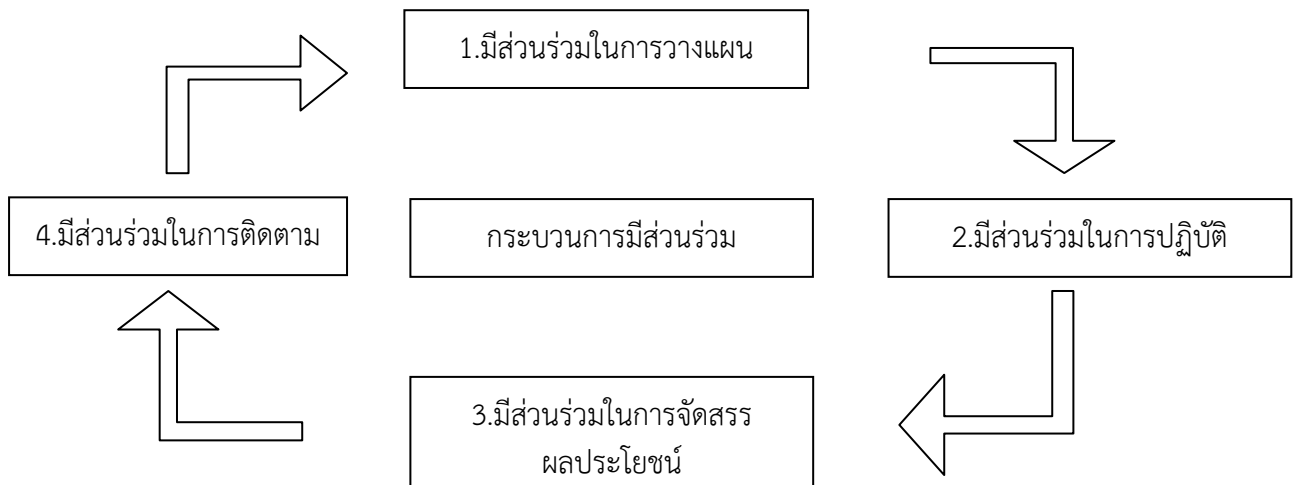 1.มีส่วนร่วมในการวางแผน
4.มีส่วนร่วมในการติดตาม
กระบวนการมีส่วนร่วม
2.มีส่วนร่วมในการปฏิบัติ
3.มีส่วนร่วมในการจัดสรร
ผลประโยชน์